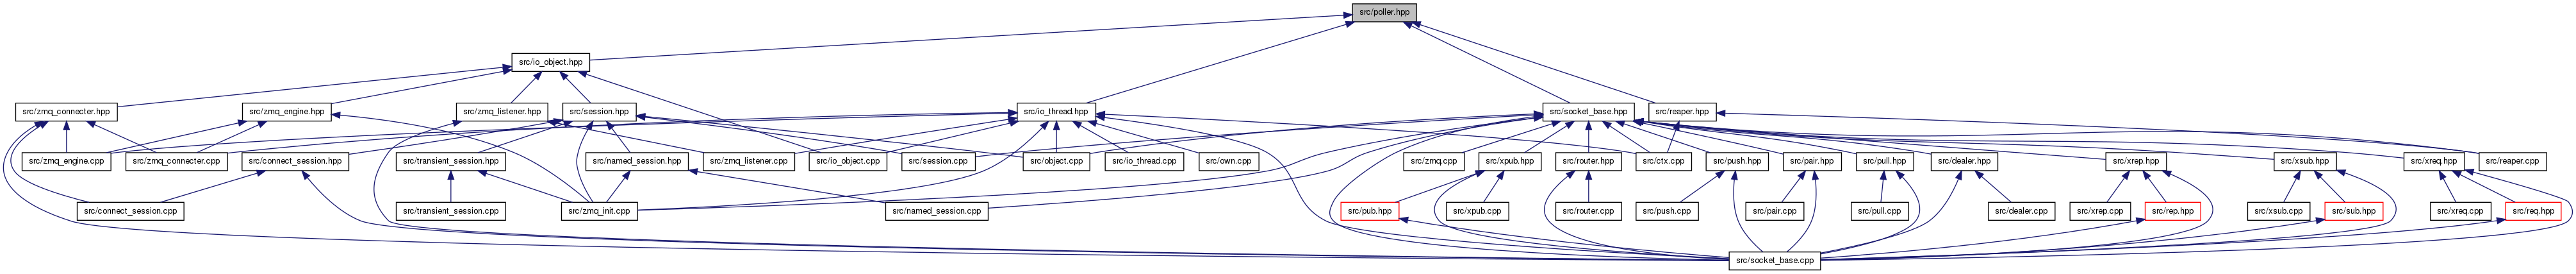 src/poller.hpp
src/io_object.hpp
src/zmq_connecter.hpp
src/zmq_engine.hpp
src/zmq_listener.hpp
src/session.hpp
src/io_thread.hpp
src/socket_base.hpp
src/reaper.hpp
src/zmq_engine.cpp
src/zmq_connecter.cpp
src/connect_session.hpp
src/transient_session.hpp
src/named_session.hpp
src/zmq_listener.cpp
src/io_object.cpp
src/session.cpp
src/object.cpp
src/io_thread.cpp
src/own.cpp
src/zmq.cpp
src/xpub.hpp
src/router.hpp
src/ctx.cpp
src/push.hpp
src/pair.hpp
src/pull.hpp
src/dealer.hpp
src/xrep.hpp
src/xsub.hpp
src/xreq.hpp
src/reaper.cpp
src/connect_session.cpp
src/transient_session.cpp
src/zmq_init.cpp
src/named_session.cpp
src/pub.hpp
src/xpub.cpp
src/router.cpp
src/push.cpp
src/pair.cpp
src/pull.cpp
src/dealer.cpp
src/xrep.cpp
src/rep.hpp
src/xsub.cpp
src/sub.hpp
src/xreq.cpp
src/req.hpp
src/socket_base.cpp